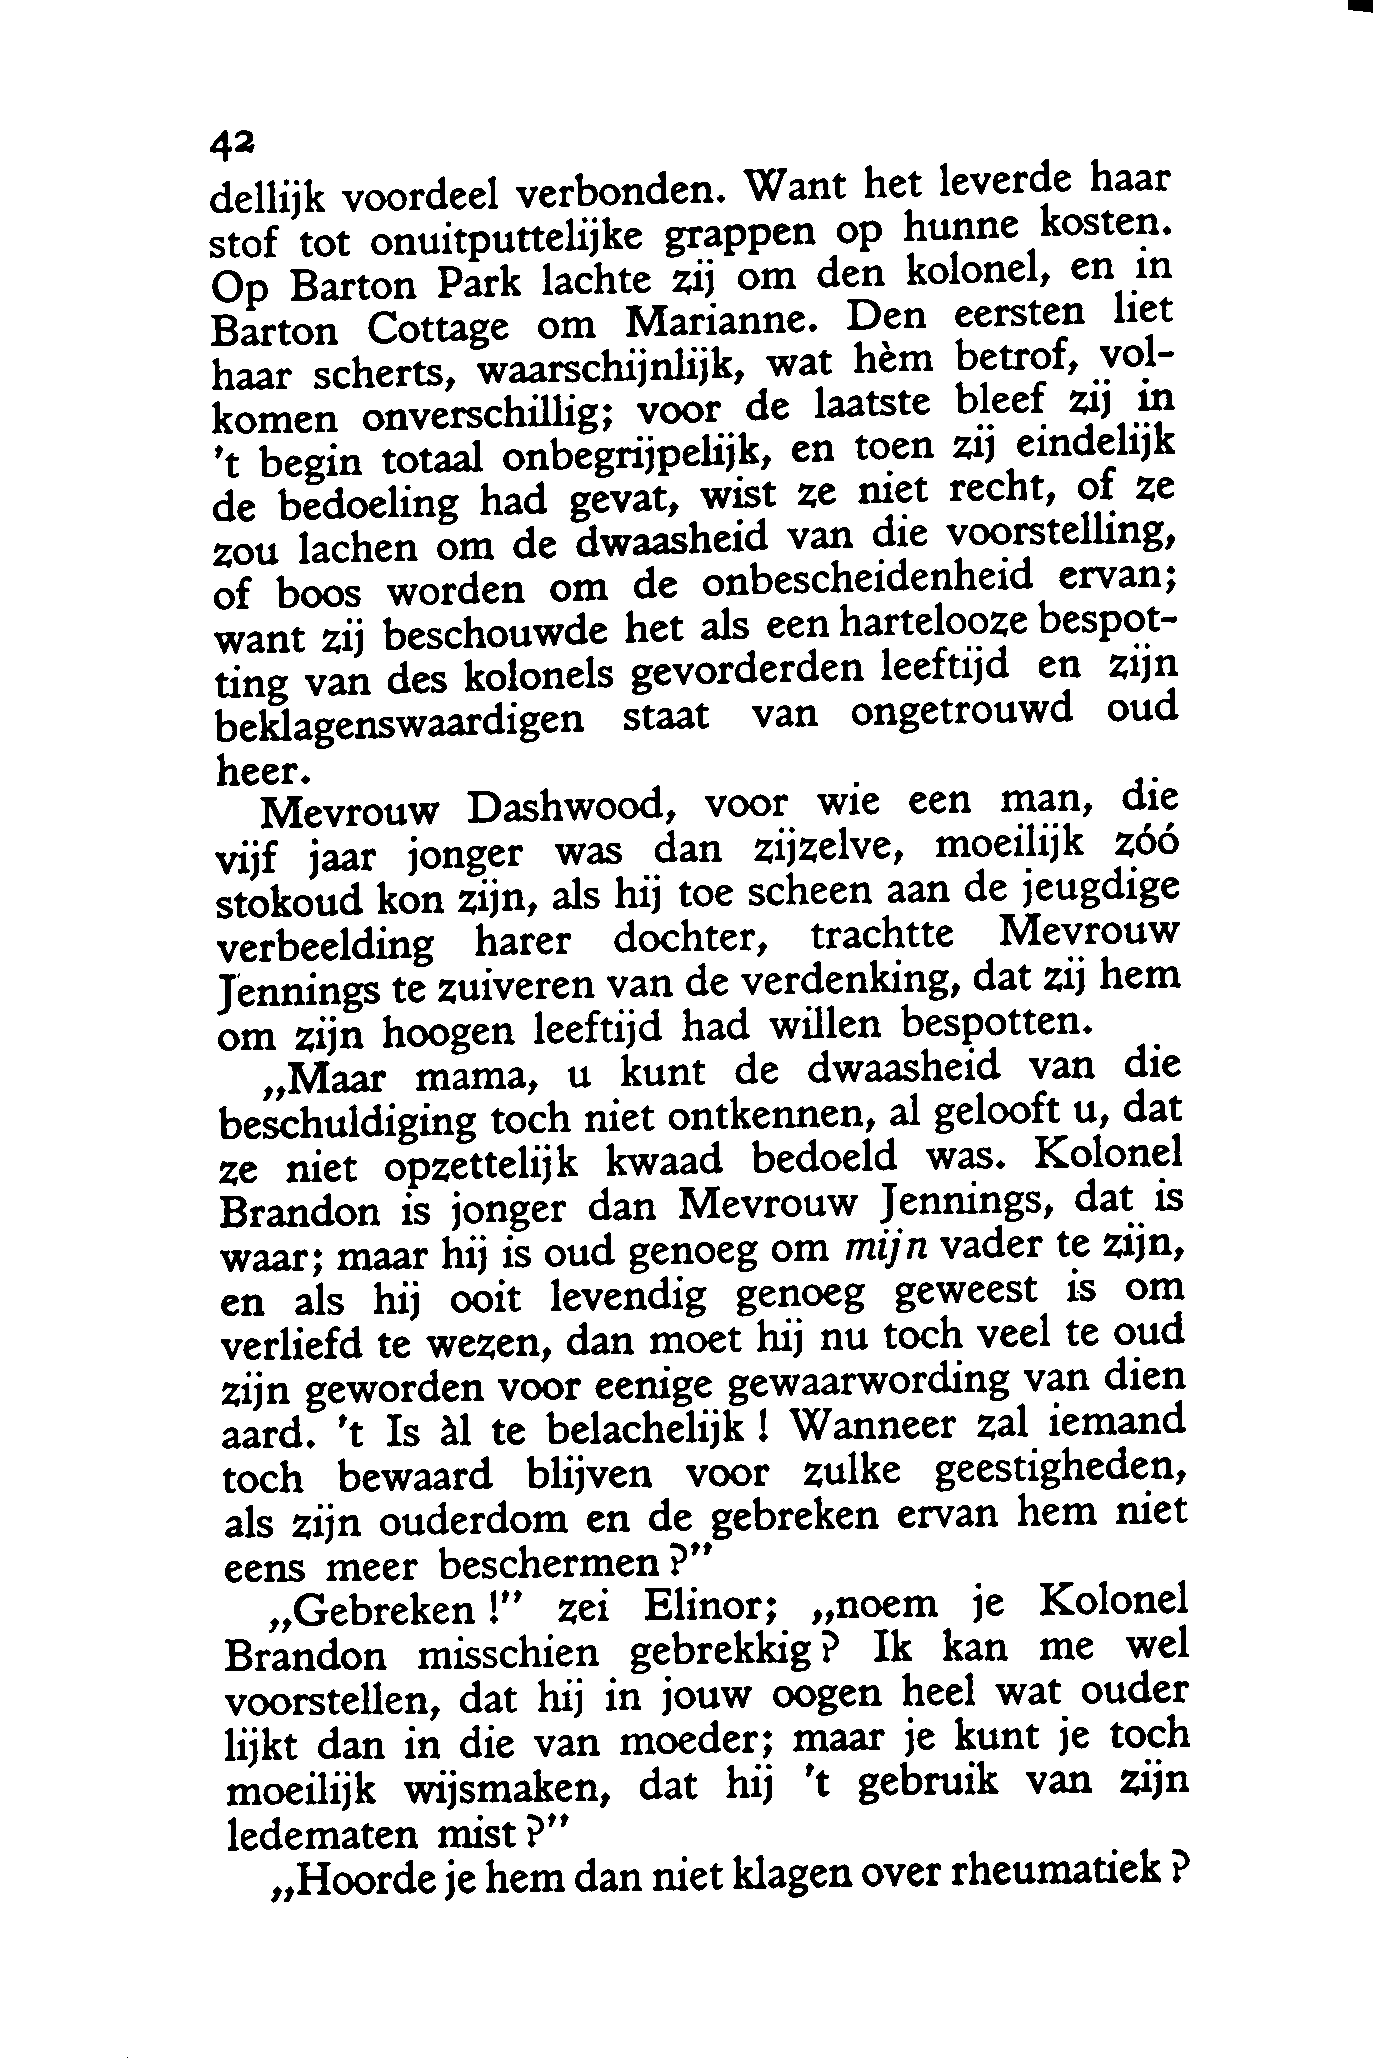 42
dellijk voordeel verbonden. Want het leverde haar
stof tot onuitputtelijke grappen op hunne kosten.
Op Barton Park lachte zij om den kolonel, en in
Barton Cottage om Marianne. Den eersten liet
haar scherts, waarschijnlijk, wat hèm betrof, vol-
komen onverschillig; voor de laatste bleef zij in
't begin totaal onbegrijpelijk, en toen zij eindelijk
de bedoeling had gevat, wist ze niet recht, of ze
zou lachen om de dwaasheid van die voorstelling,
of boos worden om de onbescheidenheid ervan;
want zij beschouwde het als een hartelooze bespot-
ting van des kolonels gevorderden leeftijd en zijn
beklagenswaardigen staat van ongetrouwd oud
heer.
Mevrouw Dashwood, voor wie een man, die
vijf jaar jonger was dan zijzelve, moeilijk zóó
stokoud kon zijn, als hij toe scheen aan de jeugdige
verbeelding harer dochter, trachtte Mevrouw
Jennings te zuiveren van de verdenking, dat zij hem
om zijn hoogen leeftijd had willen bespotten.
„Maar mama, u kunt de dwaasheid van die
beschuldiging toch niet ontkennen, al gelooft u, dat
ze niet opzettelijk kwaad bedoeld was. Kolonel
Brandon is jonger dan Mevrouw Jennings, dat is
waar; maar hij is oud genoeg om mijn vader te zijn,
en als hij ooit levendig genoeg geweest is om
verliefd te wezen, dan moet hij nu toch veel te oud
zijn geworden voor eenige gewaarwording van dien
aard. 't Is àl te belachelijk! Wanneer zal iemand
toch bewaard blijven voor zulke geestigheden,
als zijn ouderdom en de gebreken ervan hem niet
eens meer beschermen?"
„Gebreken!" zei Elinor; „noem je Kolonel
Brandon misschien gebrekkig? Ik kan me wel
voorstellen, dat hij in jouw oogen heel wat ouder
lijkt dan in die van moeder; maar je kunt je toch
moeilijk wijsmaken, dat hij 't gebruik van zijn
ledematen mist?"
„Hoorde je hem dan niet klagen over rheumatiek?